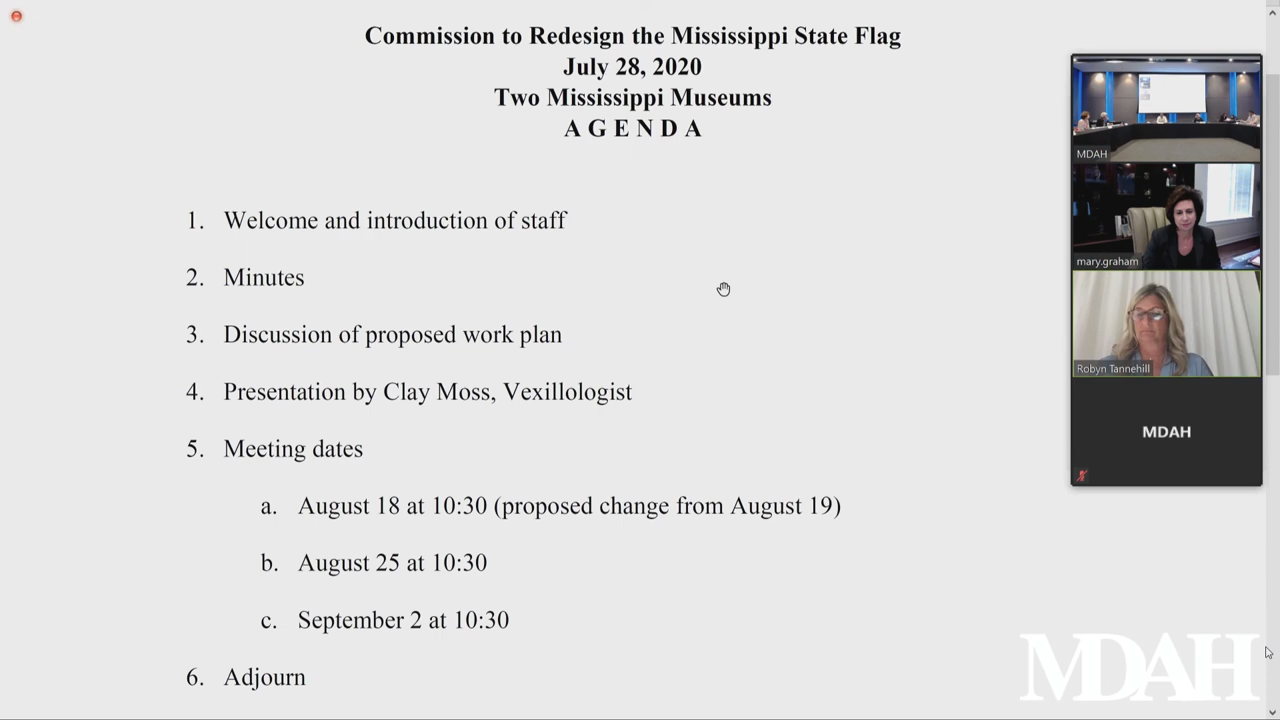 Commission to Redesign the Mississippi State Flag
July 28, 2020
Two Mississippi Museums
A G E N D A
1. Welcome and introduction of staff
2. Minutes
3. Discussion of proposed work plan
4. Presentation by Clay Moss, Vexillologist
5. Meeting dates
a. August 18 at 10:30 (proposed change from August 19)
b. August 25 at 10:30
c. September 2 at 10:30
6. Adjourn
MDAH
mary.graham
Robyn Tannehill
MDAH
MDAH